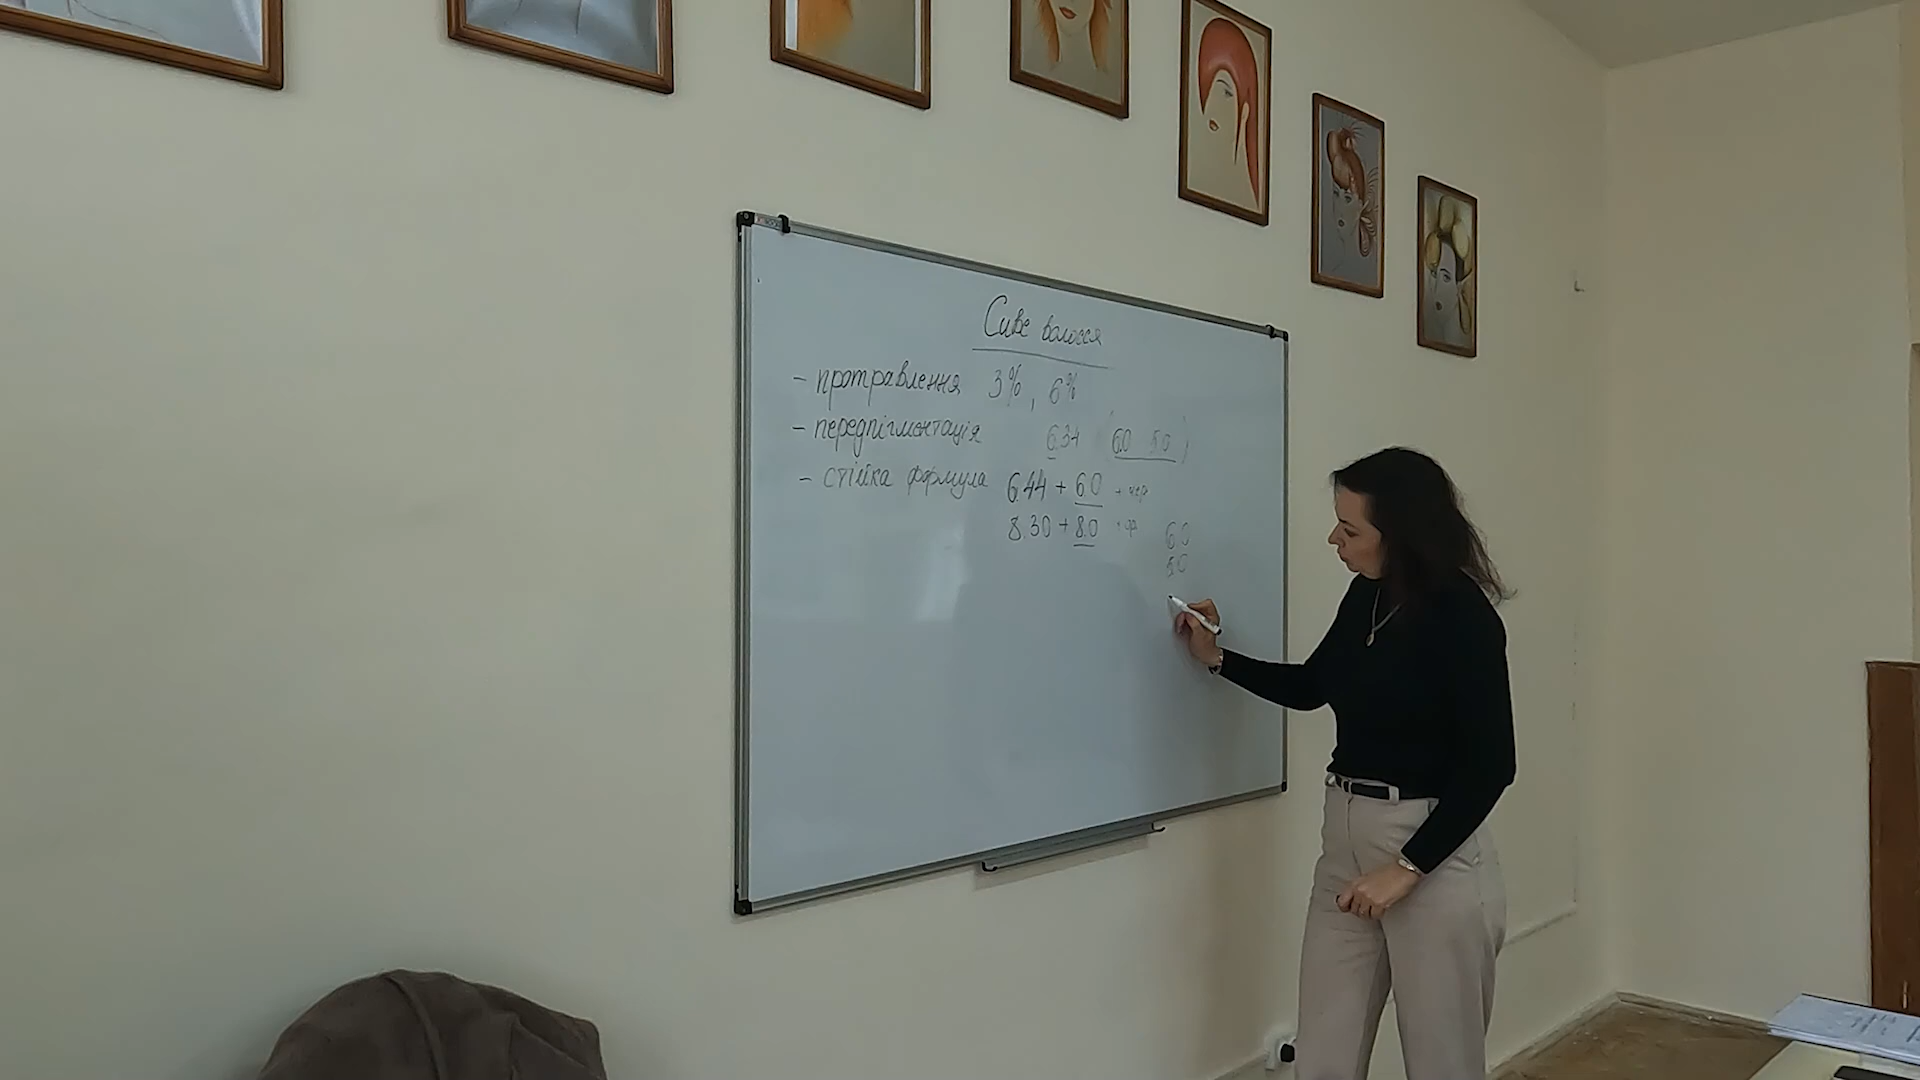 Сиве волосся
- протравлення 3%, 6%
- передпігментація 6.34 (6.0 5.0)
- стійка формула 6.44 + 6.0
8.30 + 8.0
6.0
5.0